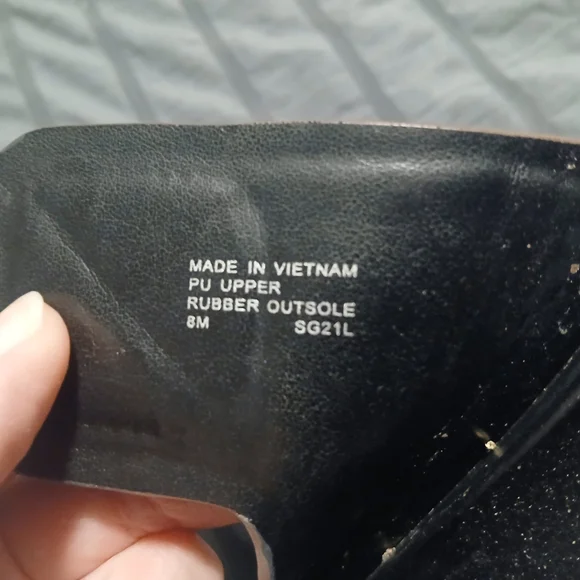 MADE IN VIETNAM
PU UPPER
RUBBER OUTSOLE
8M SG21L